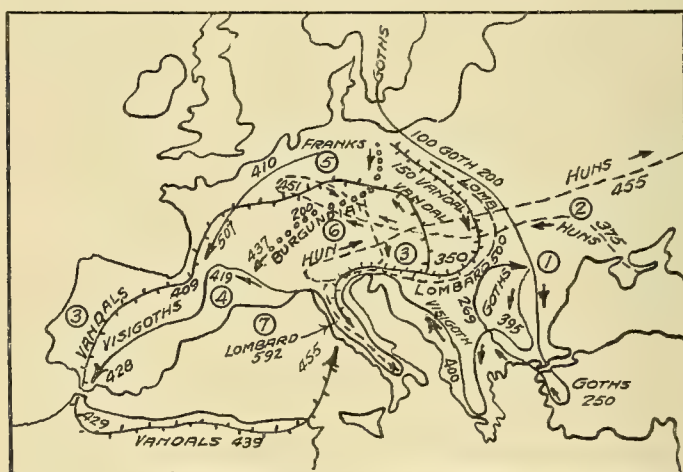 GOTHS
100 GOTH 200
LOMB.
FRANKS
5
410
150 VANDAL
VANDAL
HUNS
455
451
200
2
BURGUNDIAN
6
HUNS
375
507
437
HUN
3
350
LOMBARD 500
1
419
409
4
VISIGOTH
269
GOTHS
395
3
VANDALS
VISIGOTHS
7
LOMBARD
592
455
400
428
GOTHS
250
429
VANDALS 439